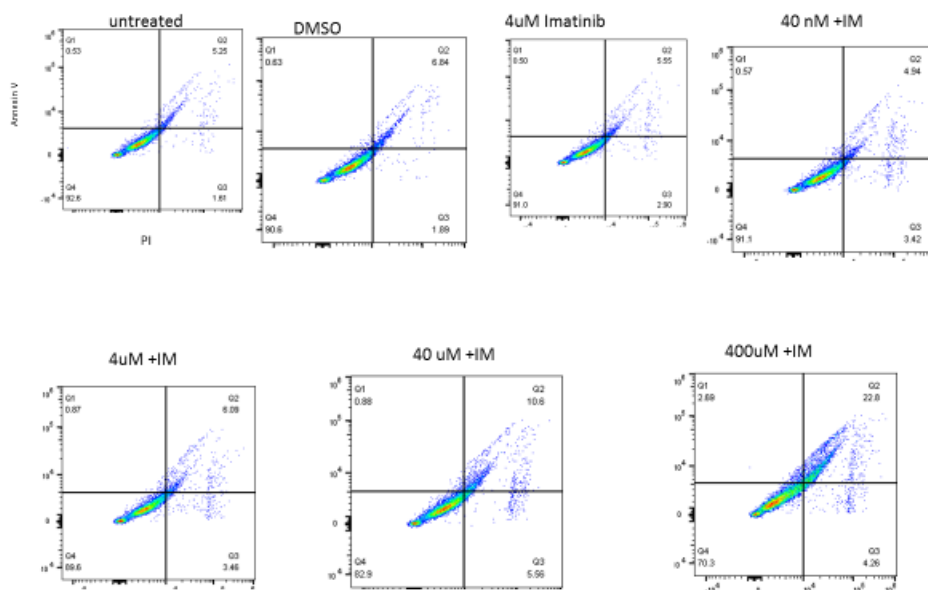 untreated
DMSO
4uM Imatinib
40 nM +IM
Q1
0.53
Q2
5.25
Q4
92.6
Q3
1.61
Q1
0.63
Q2
6.84
Q4
90.6
Q3
1.89
Q1
0.50
Q2
5.55
Q4
91.0
Q3
2.90
Q1
0.57
Q2
4.94
Q4
91.1
Q3
3.42
Annexin V
PI
4uM +IM
40 uM +IM
400uM +IM
Q1
0.87
Q2
6.09
Q4
89.6
Q3
3.46
Q1
0.88
Q2
10.6
Q4
82.9
Q3
5.56
Q1
2.69
Q2
22.8
Q4
70.3
Q3
4.26